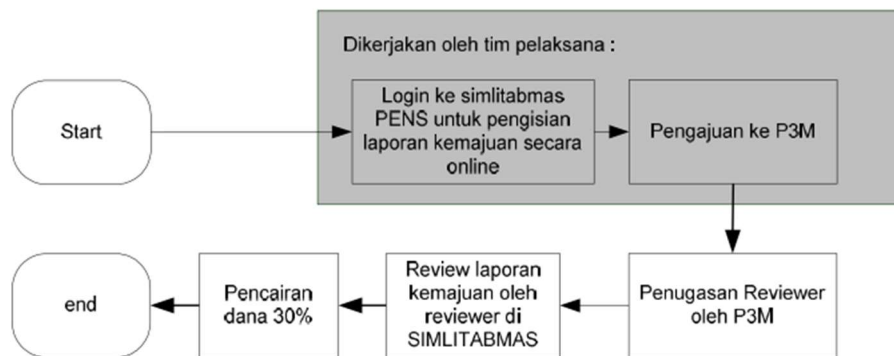 Dikerjakan oleh tim pelaksana :
Start
Login ke simlitabmas
PENS untuk pengisian
laporan kemajuan secara
online
Pengajuan ke P3M
end
Pencairan
dana 30%
Review laporan
kemajuan oleh
reviewer di
SIMLITABMAS
Penugasan Reviewer
oleh P3M